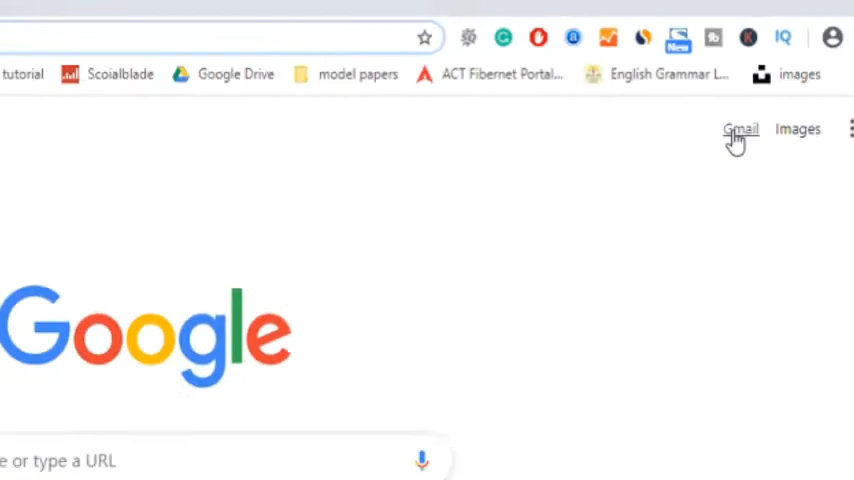 New
tb
K
IQ
tutorial Scoialblade Google Drive model papers ACT Fibernet Portal... English Grammar L... images
Gmail Images
Google
e or type a URL